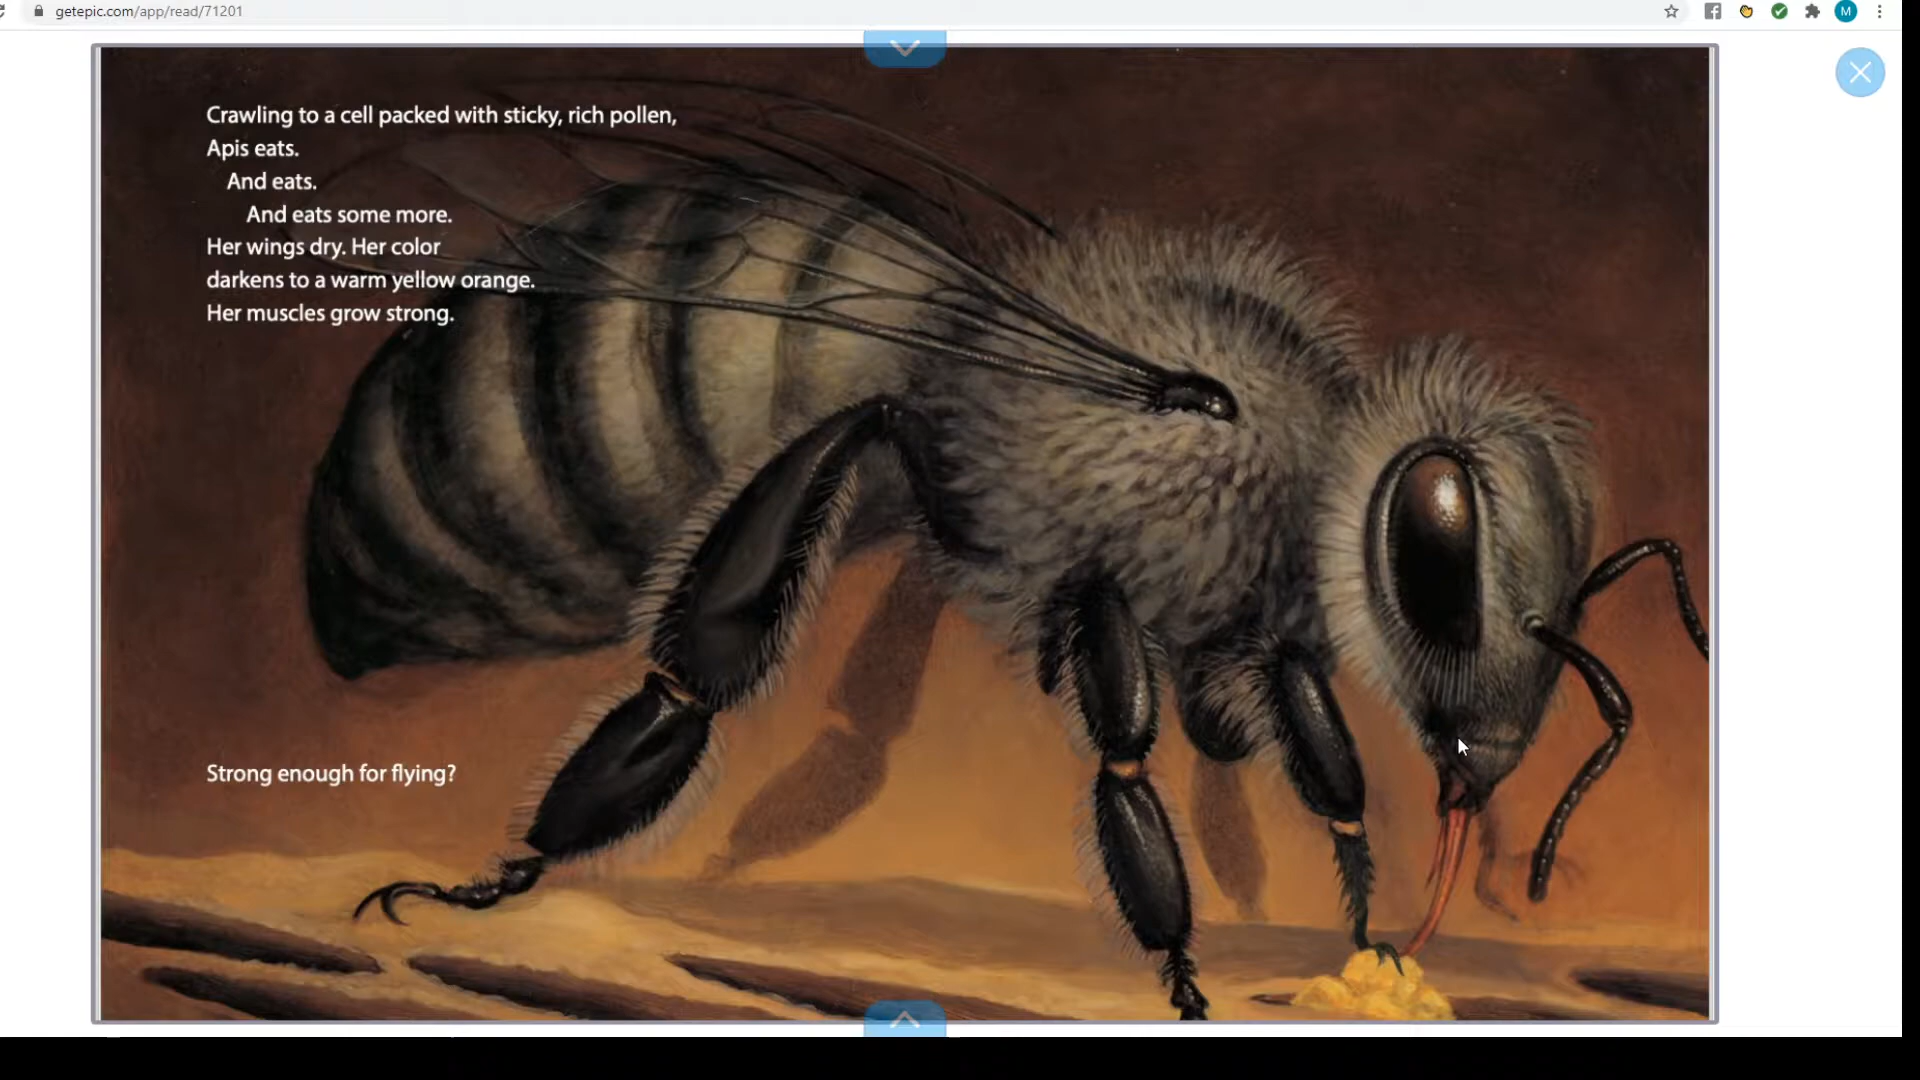 getepic.com/app/read/71201
M
Crawling to a cell packed with sticky, rich pollen,
Apis eats.
And eats.
And eats some more.
Her wings dry. Her color
darkens to a warm yellow orange.
Her muscles grow strong.
Strong enough for flying?